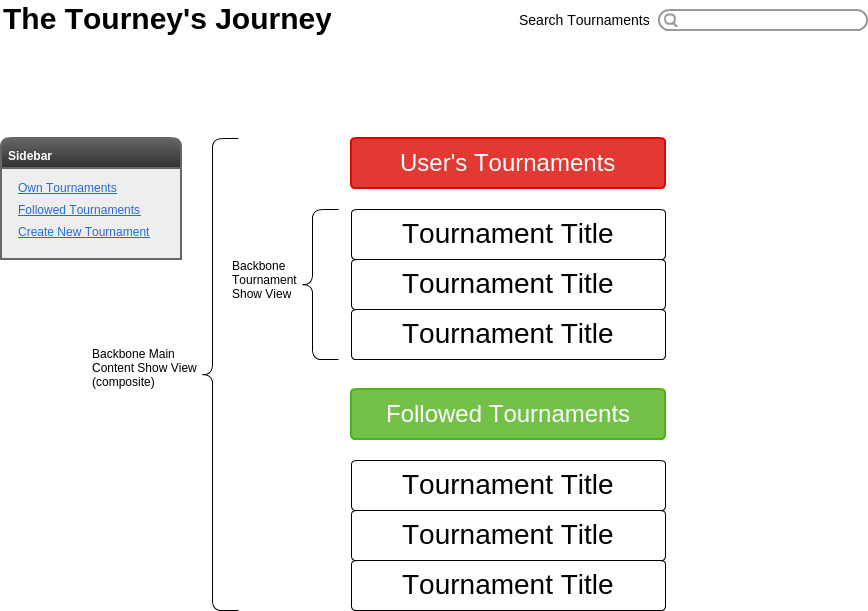 The Tourney's Journey
Search Tournaments
Sidebar
Own Tournaments
Followed Tournaments
Create New Tournament
Backbone Main
Content Show View
(composite)
Backbone
Tournament
Show View
User's Tournaments
Tournament Title
Tournament Title
Tournament Title
Followed Tournaments
Tournament Title
Tournament Title
Tournament Title